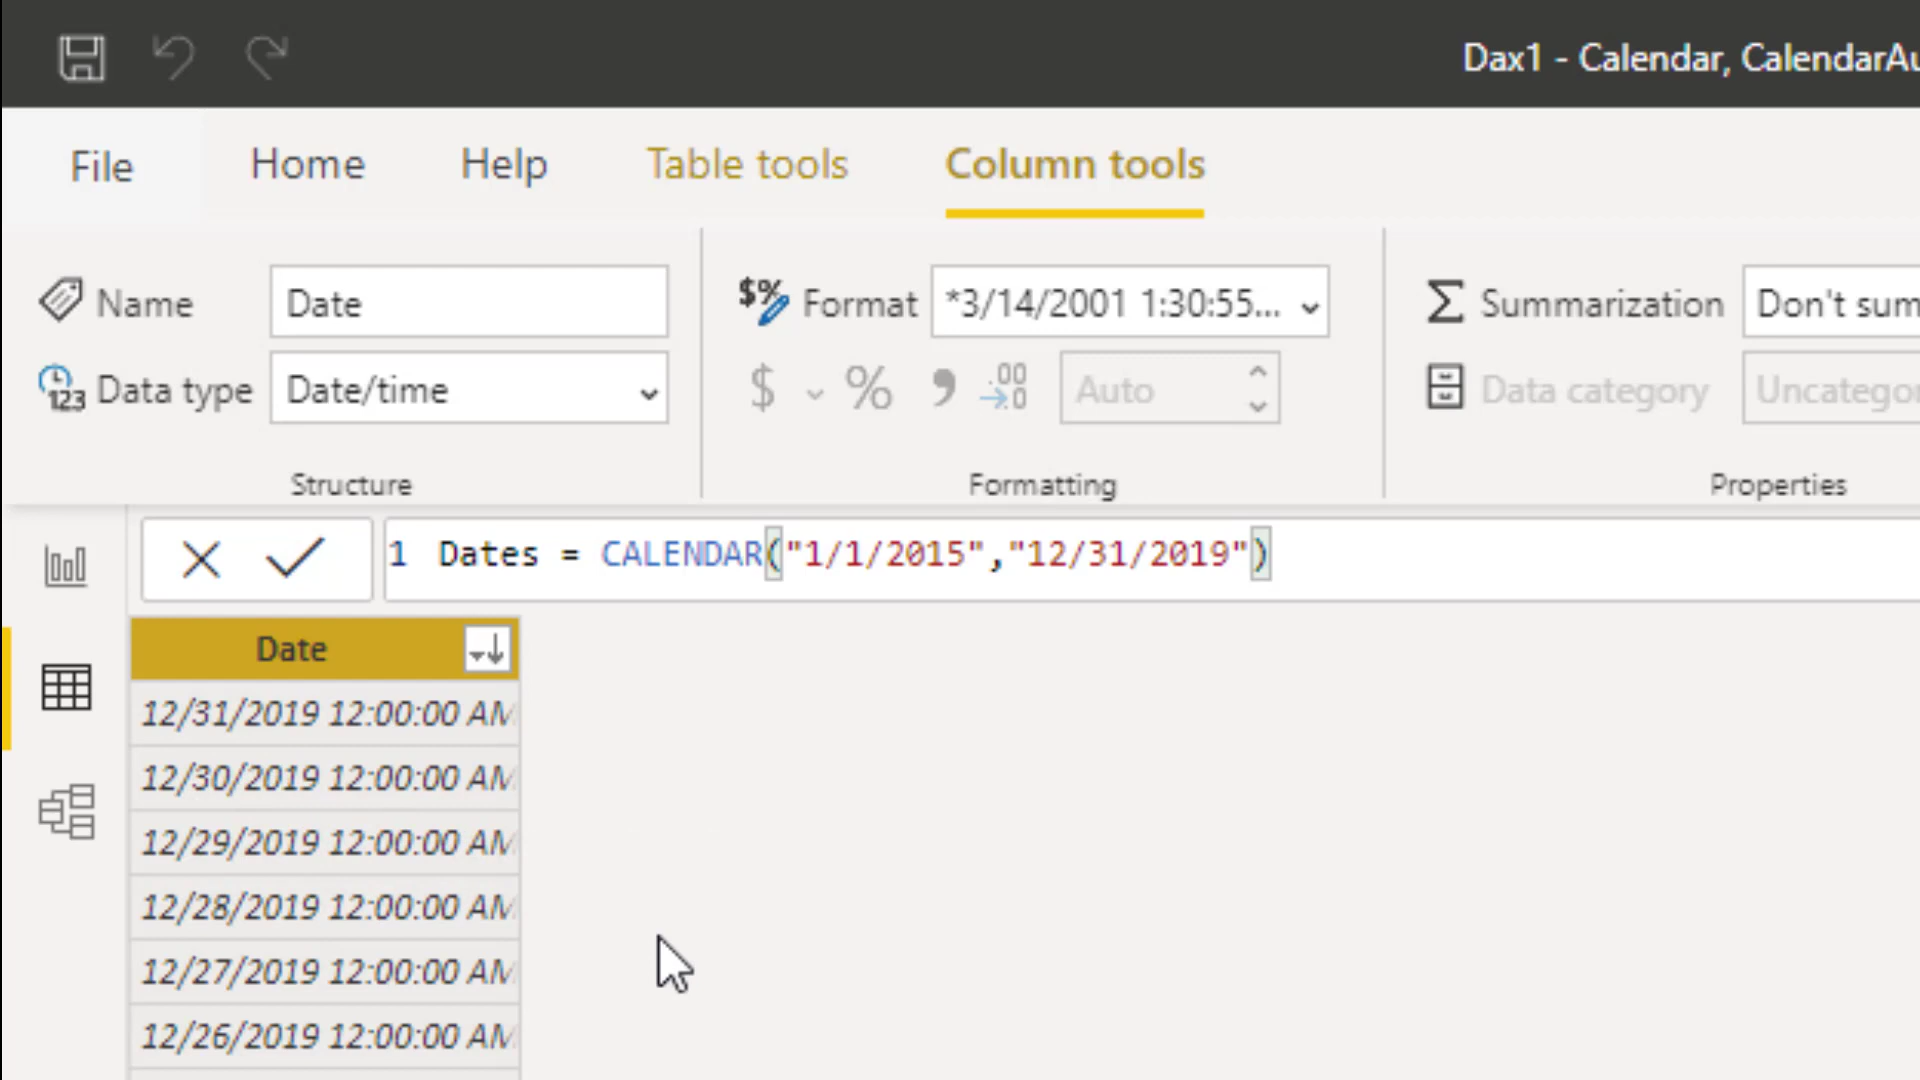 Dax1 - Calendar, CalendarAu
File Home Help Table tools Column tools
Name Date $% Format *3/14/2001 1:30:55... Σ Summarization Don't sum
123 Data type Date/time $ % , .00 .0 Auto Data category Uncategor
Structure Formatting Properties
1 Dates = CALENDAR("1/1/2015","12/31/2019")
Date
12/31/2019 12:00:00 AM
12/30/2019 12:00:00 AM
12/29/2019 12:00:00 AM
12/28/2019 12:00:00 AM
12/27/2019 12:00:00 AM
12/26/2019 12:00:00 AM